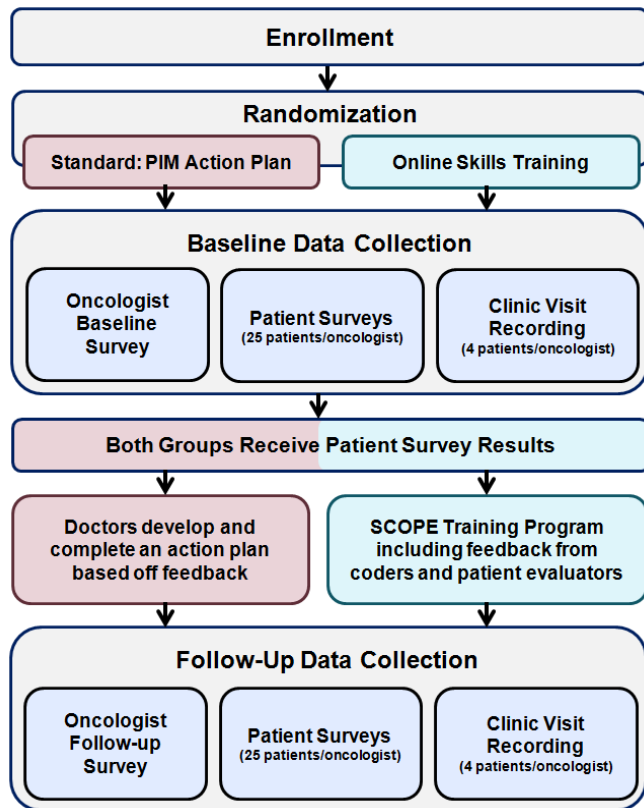 Enrollment
Randomization
Standard: PIM Action Plan
Online Skills Training
Baseline Data Collection
Oncologist
Baseline
Survey
Patient Surveys
(25 patients/oncologist)
Clinic Visit
Recording
(4 patients/oncologist)
Both Groups Receive Patient Survey Results
Doctors develop and
complete an action plan
based off feedback
SCOPE Training Program
including feedback from
coders and patient evaluators
Follow-Up Data Collection
Oncologist
Follow-up
Survey
Patient Surveys
(25 patients/oncologist)
Clinic Visit
Recording
(4 patients/oncologist)